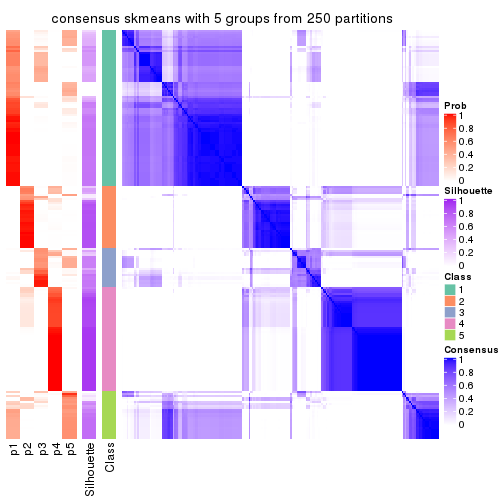 consensus skmeans with 5 groups from 250 partitions
Prob
1
0.8
0.6
0.4
0.2
0
Silhouette
1
0.8
0.6
0.4
0.2
0
Class
1
2
3
4
5
Consensus
1
0.8
0.6
0.4
0.2
0
p1
p2
p3
p4
p5
Silhouette
Class